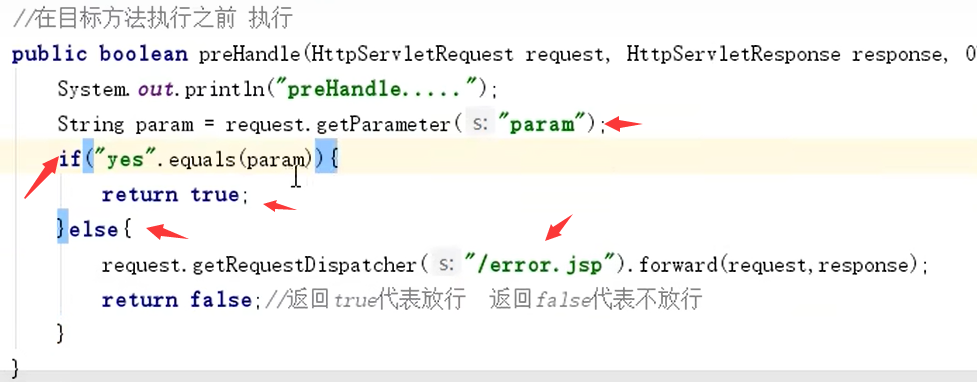 //在目标方法执行之前 执行
public boolean preHandle(HttpServletRequest request, HttpServletResponse response, O
System.out.println("preHandle.....");
String param = request.getParameter( s: "param");
if("yes".equals(param)){
return true;
}else{
request.getRequestDispatcher( s: "/error.jsp").forward(request,response);
return false;//返回true代表放行 返回false代表不放行
}
}